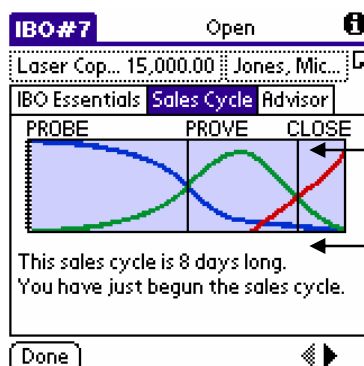 IBO#7 Open
Laser Cop... 15,000.00 Jones, Mic...
IBO Essentials Sales Cycle Advisor
PROBE PROVE CLOSE
This sales cycle is 8 days long.
You have just begun the sales cycle.
Done